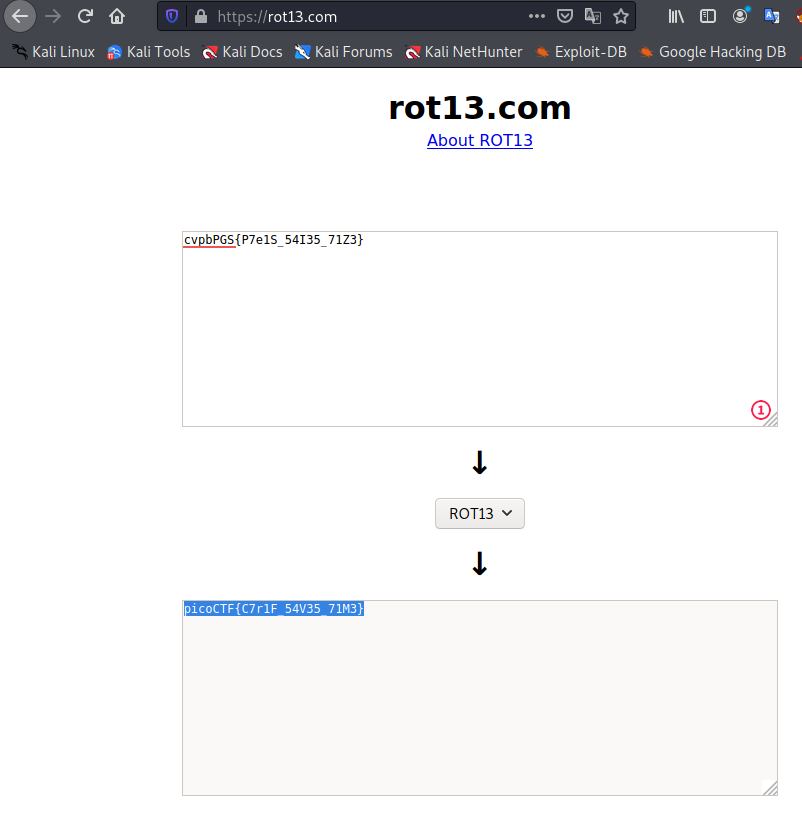 https://rot13.com
Kali Linux Kali Tools Kali Docs Kali Forums Kali NetHunter Exploit-DB Google Hacking DB
rot13.com
About ROT13
cvpbPGS{P7e1S_54I35_71Z3}
1
↓
ROT13
↓
picoCTF{C7r1F_54V35_71M3}